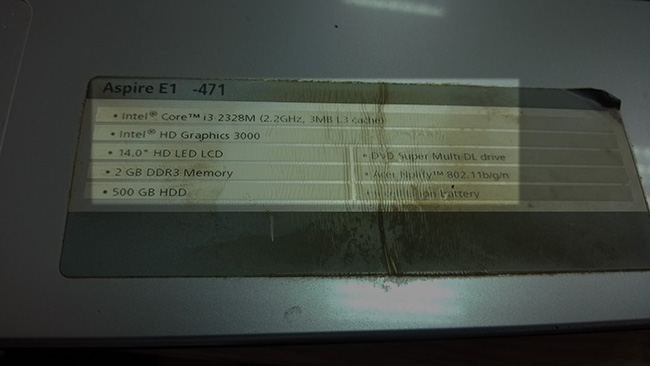 Aspire E1 -471
• Intel® Core™ i3 2328M (2.2GHz, 3MB L3 cache)
• Intel® HD Graphics 3000
• 14.0" HD LED LCD
• DVD Super Multi DL drive
• 2 GB DDR3 Memory
• Acer Nplify™ 802.11b/g/n
• 500 GB HDD
battery